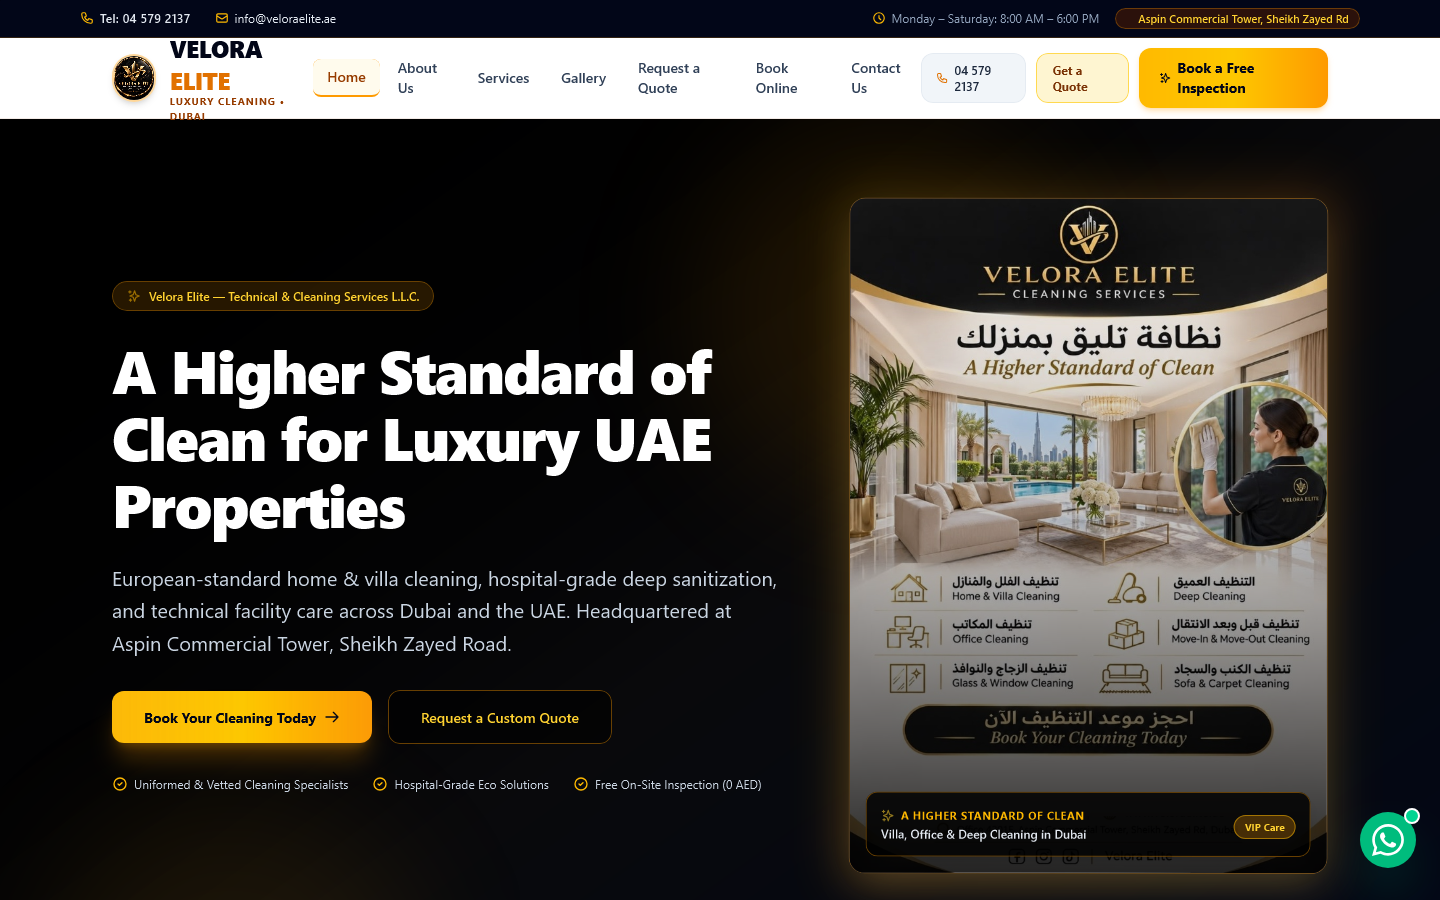 Tel: 04 579 2137
info@veloraelite.ae
Monday – Saturday: 8:00 AM – 6:00 PM
Aspin Commercial Tower, Sheikh Zayed Rd
VELORA
ELITE
LUXURY CLEANING •
DUBAI
Home
About
Us
Services
Gallery
Request a
Quote
Book
Online
Contact
Us
04 579
2137
Get a
Quote
Book a Free
Inspection
Velora Elite — Technical & Cleaning Services L.L.C.
A Higher Standard of
Clean for Luxury UAE
Properties
European-standard home & villa cleaning, hospital-grade deep sanitization,
and technical facility care across Dubai and the UAE. Headquartered at
Aspin Commercial Tower, Sheikh Zayed Road.
Book Your Cleaning Today
Request a Custom Quote
Uniformed & Vetted Cleaning Specialists
Hospital-Grade Eco Solutions
Free On-Site Inspection (0 AED)
VELORA ELITE
CLEANING SERVICES
نظافة تليق بمنزلك
A Higher Standard of Clean
VELORA ELITE
تنظيف الفلل والمنازل
Home & Villa Cleaning
التنظيف العميق
Deep Cleaning
تنظيف المكاتب
Office Cleaning
تنظيف قبل وبعد الانتقال
Move-In & Move-Out Cleaning
تنظيف الزجاج والنوافذ
Glass & Window Cleaning
تنظيف الكنب والسجاد
Sofa & Carpet Cleaning
احجز موعد التنظيف الآن
Book Your Cleaning Today
A HIGHER STANDARD OF CLEAN
Villa, Office & Deep Cleaning in Dubai
VIP Care
Velora Elite